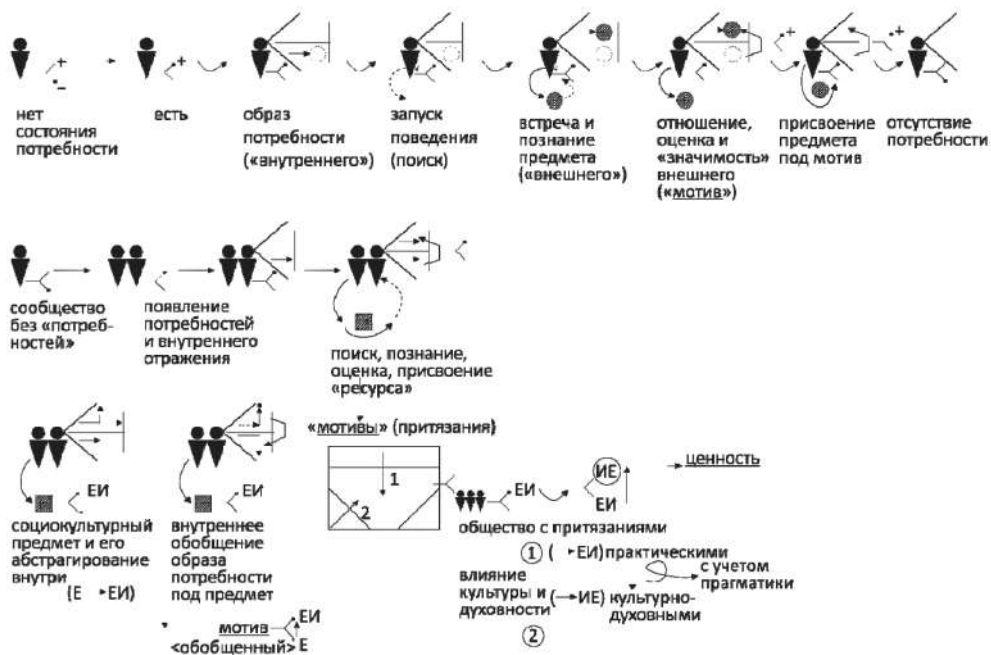 +
–
+
+
+
нет
состояния
потребности
есть
образ
потребности
(«внутреннего»)
запуск
поведения
(поиск)
встреча и
познание
предмета
(«внешнего»)
отношение,
оценка и
«значимость»
внешнего
(«мотив»)
присвоение
предмета
под мотив
отсутствие
потребности
сообщество
без «потреб-
ностей»
появление
потребностей
и внутреннего
отражения
поиск, познание,
оценка, присвоение
«ресурса»
ЕИ
социокультурный
предмет и его
абстрагирование
внутри
(Е ЕИ)
ЕИ
внутреннее
обобщение
образа
потребности
под предмет
мотив ЕИ
<обобщенный> Е
«мотивы» (притязания)
1
2
ЕИ
ИЕ
ЕИ
ценность
общество с притязаниями
1 ( ЕИ) практическими
с учетом
прагматики
влияние
культуры и
духовности
( ИЕ) культурно-
духовными
2